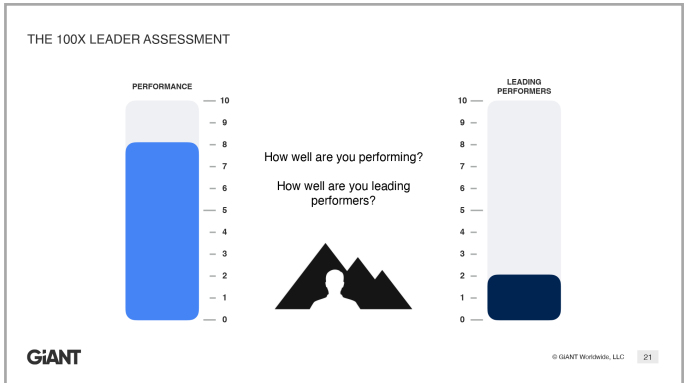 THE 100X LEADER ASSESSMENT
PERFORMANCE
10
9
8
7
6
5
4
3
2
1
0
How well are you performing?
How well are you leading
performers?
LEADING
PERFORMERS
10
9
8
7
6
5
4
3
2
1
0
GiANT
© GiANT Worldwide, LLC
21